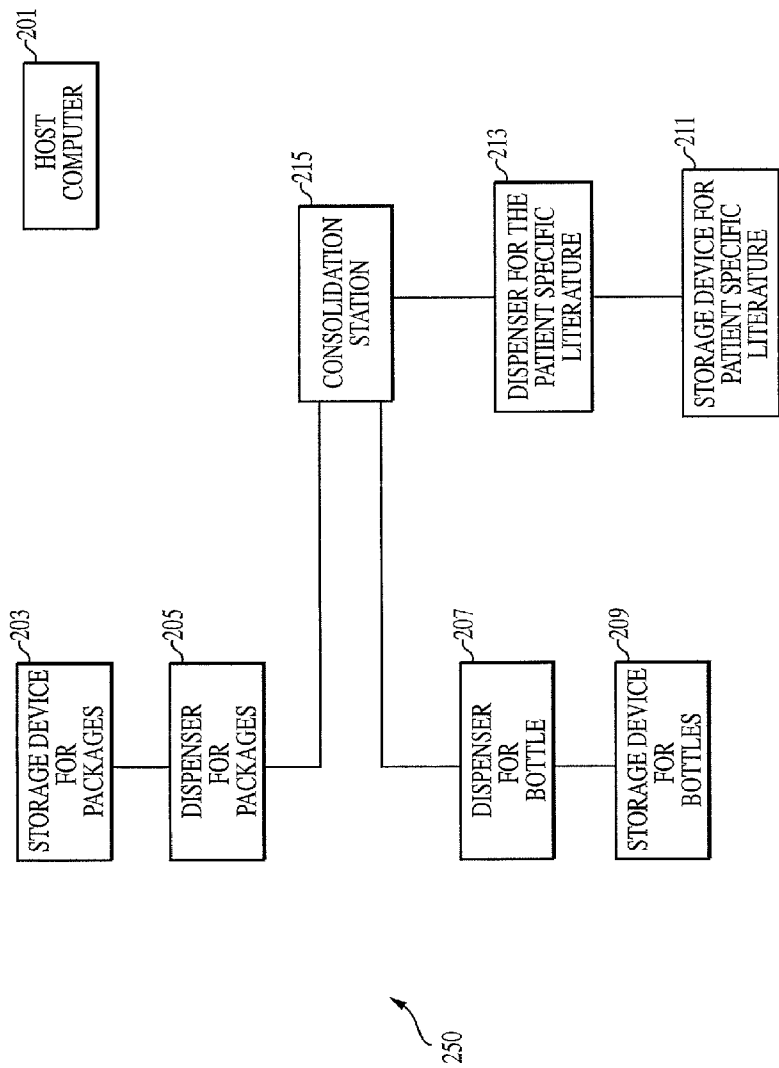 201
HOST
COMPUTER
215
CONSOLIDATION
STATION
213
DISPENSER FOR THE
PATIENT SPECIFIC
LITERATURE
211
STORAGE DEVICE FOR
PATIENT SPECIFIC
LITERATURE
203
STORAGE DEVICE
FOR
PACKAGES
205
DISPENSER
FOR
PACKAGES
207
DISPENSER
FOR
BOTTLE
209
STORAGE DEVICE
FOR
BOTTLES
250